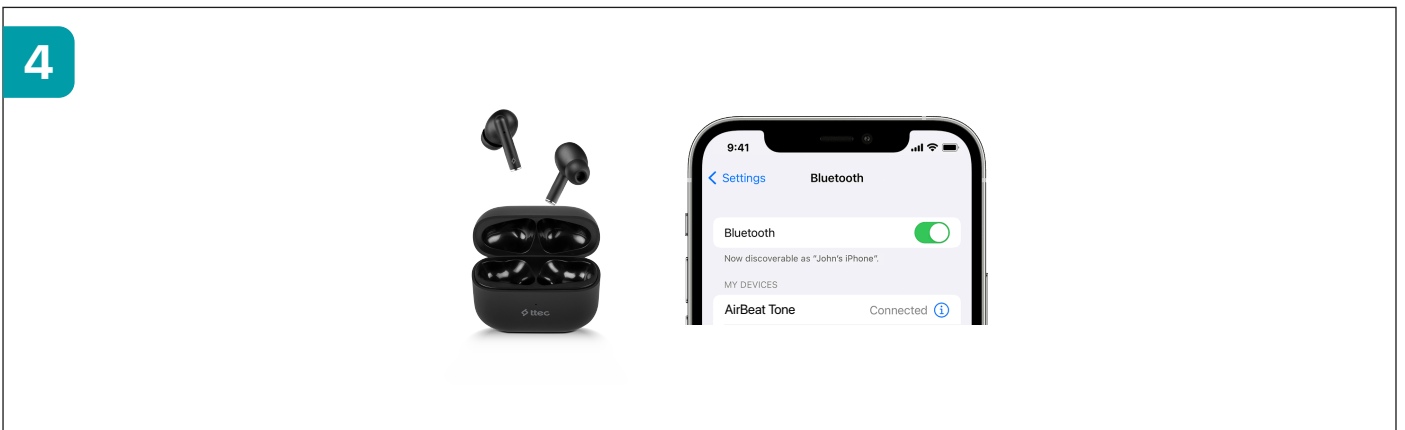 4
ttec
9:41
Settings Bluetooth
Bluetooth
Now discoverable as “John’s iPhone”.
MY DEVICES
AirBeat Tone Connected